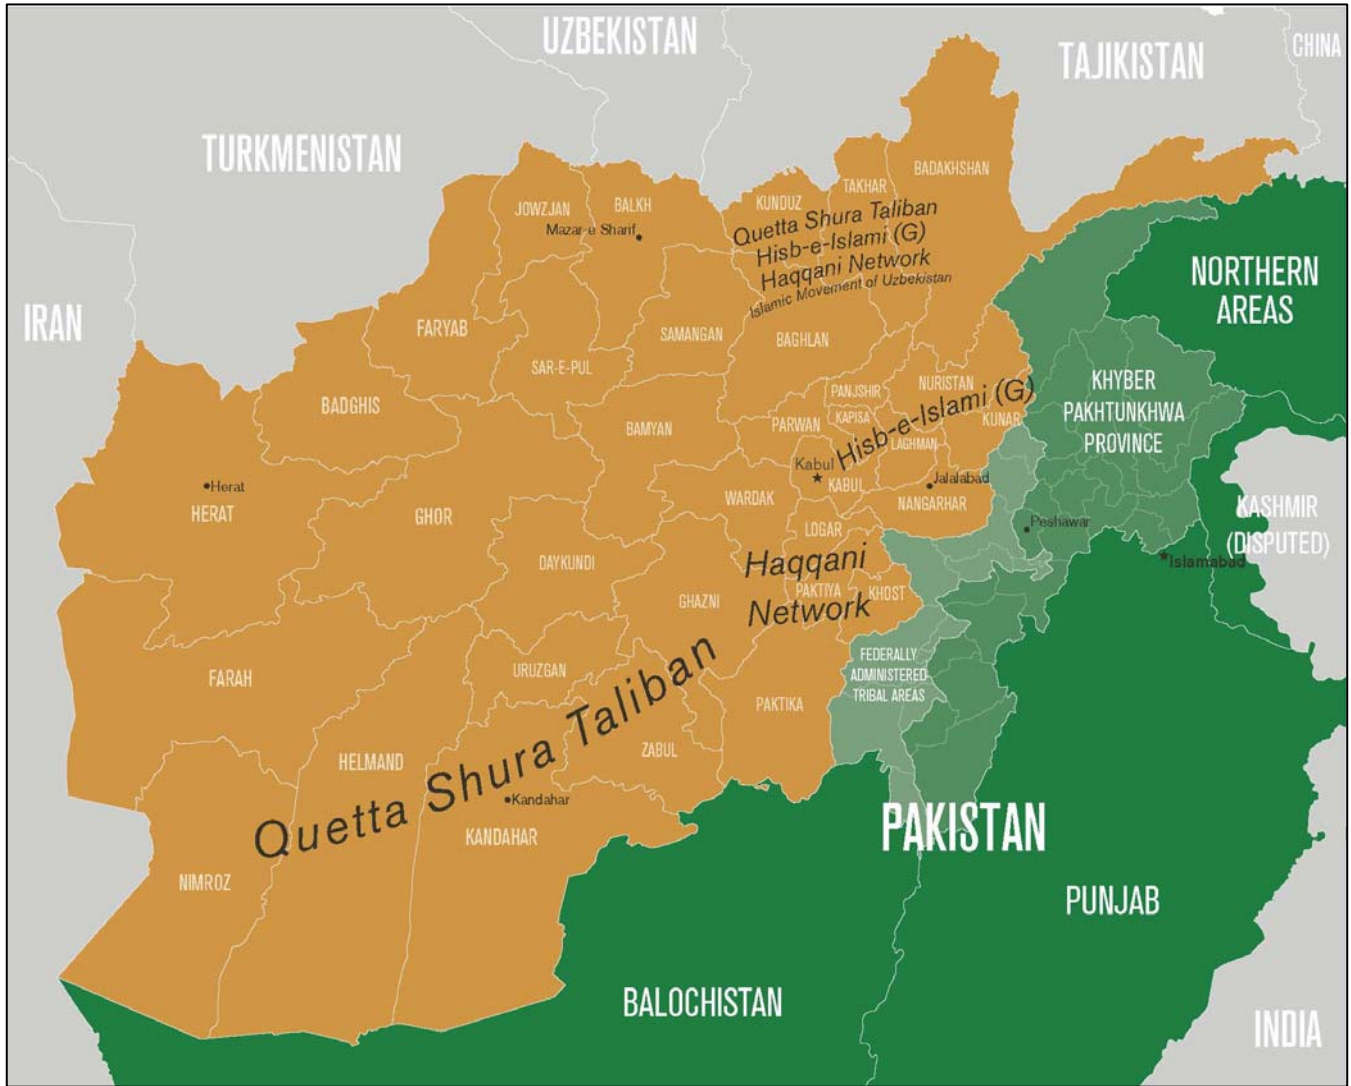 UZBEKISTAN
TAJIKISTAN
CHINA
TURKMENISTAN
BADAKHSHAN
TAKHAR
KUNDUZ
JOWZJAN
BALKH
Mazar-e Sharif
Quetta Shura Taliban
Hisb-e-Islami (G)
Haqqani Network
Islamic Movement of Uzbekistan
NORTHERN
AREAS
IRAN
FARYAB
SAMANGAN
BAGHLAN
SAR-E-PUL
BADGHIS
PANJSHIR
NURISTAN
KHYBER
PAKHTUNKHWA
PROVINCE
KAPISA
KUNAR
PARWAN
BAMYAN
Hisb-e-Islami (G)
LAGHMAN
Kabul
KABUL
Jalalabad
Herat
HERAT
GHOR
WARDAK
NANGARHAR
KASHMIR
(DISPUTED)
Peshawar
LOGAR
Islamabad
DAYKUNDI
Haqqani
Network
PAKTIYA
KHOST
GHAZNI
FEDERALLY
ADMINISTERED
TRIBAL AREAS
FARAH
URUZGAN
PAKTIKA
Quetta Shura Taliban
ZABUL
HELMAND
Kandahar
KANDAHAR
PAKISTAN
NIMROZ
PUNJAB
BALOCHISTAN
INDIA